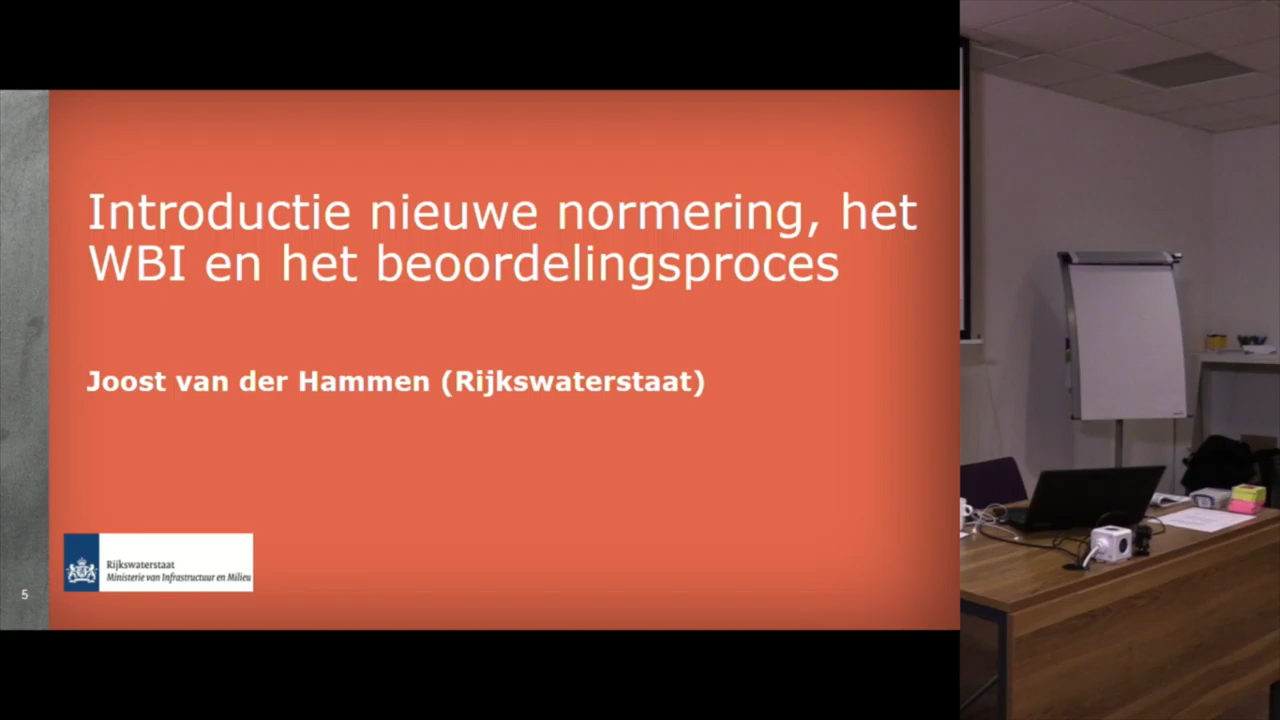 Introductie nieuwe normering, het
WBI en het beoordelingsproces
Joost van der Hammen (Rijkswaterstaat)
Rijkswaterstaat
Ministerie van Infrastructuur en Milieu
5